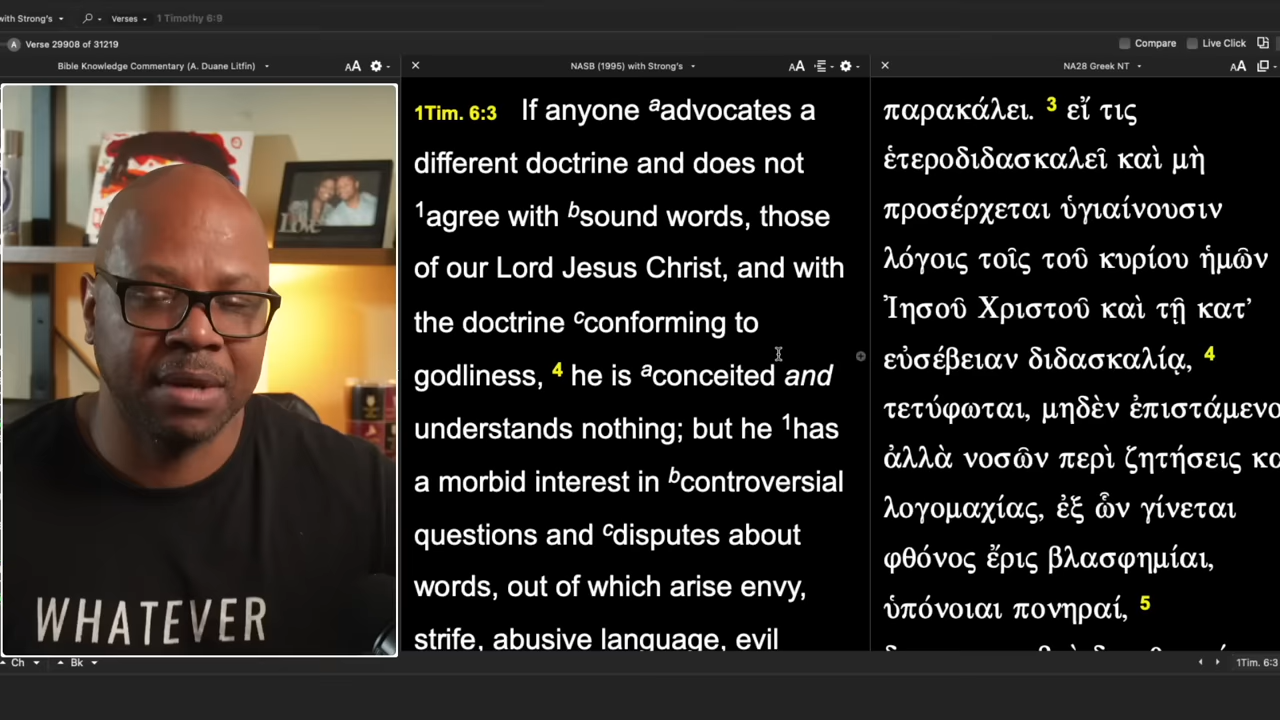 with Strong's
Verses
1 Timothy 6:9
A Verse 29908 of 31219
Compare
Live Click
Bible Knowledge Commentary (A. Duane Litfin)
AA
NASB (1995) with Strong's
AA
NA28 Greek NT
AA
WHATEVER
LOVE
1Tim. 6:3 If anyone ᵃadvocates a
different doctrine and does not
¹agree with ᵇsound words, those
of our Lord Jesus Christ, and with
the doctrine ᶜconforming to
godliness, 4 he is ᵃconceited and
understands nothing; but he ¹has
a morbid interest in ᵇcontroversial
questions and ᶜdisputes about
words, out of which arise envy,
strife, abusive language, evil
παρακάλει. 3 εἴ τις
ἑτεροδιδασκαλεῖ καὶ μὴ
προσέρχεται ὑγιαίνουσιν
λόγοις τοῖς τοῦ κυρίου ἡμῶν
Ἰησοῦ Χριστοῦ καὶ τῇ κατ’
εὐσέβειαν διδασκαλίᾳ, 4
τετύφωται, μηδὲν ἐπιστάμενο
ἀλλὰ νοσῶν περὶ ζητήσεις κα
λογομαχίας, ἐξ ὧν γίνεται
φθόνος ἔρις βλασφημίαι,
ὑπόνοιαι πονηραί, 5
Ch
Bk
1Tim. 6:3